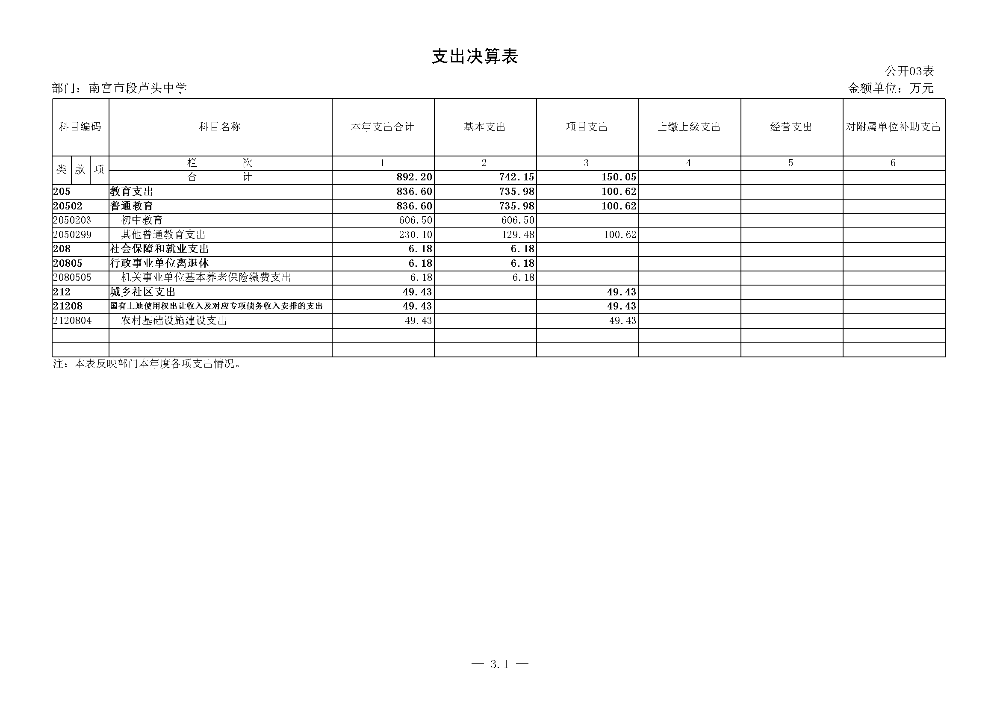 支出决算表
公开03表
部门：南宫市段芦头中学 金额单位：万元
科目编码 科目名称 本年支出合计 基本支出 项目支出 上缴上级支出 经营支出 对附属单位补助支出
类 款 项 栏 次 1 2 3 4 5 6
合 计 892.20 742.15 150.05
205 教育支出 836.60 735.98 100.62
20502 普通教育 836.60 735.98 100.62
2050203 初中教育 606.50 606.50
2050299 其他普通教育支出 230.10 129.48 100.62
208 社会保障和就业支出 6.18 6.18
20805 行政事业单位离退休 6.18 6.18
2080505 机关事业单位基本养老保险缴费支出 6.18 6.18
212 城乡社区支出 49.43 49.43
21208 国有土地使用权出让收入及对应专项债务收入安排的支出 49.43 49.43
2120804 农村基础设施建设支出 49.43 49.43
注：本表反映部门本年度各项支出情况。
— 3.1 —